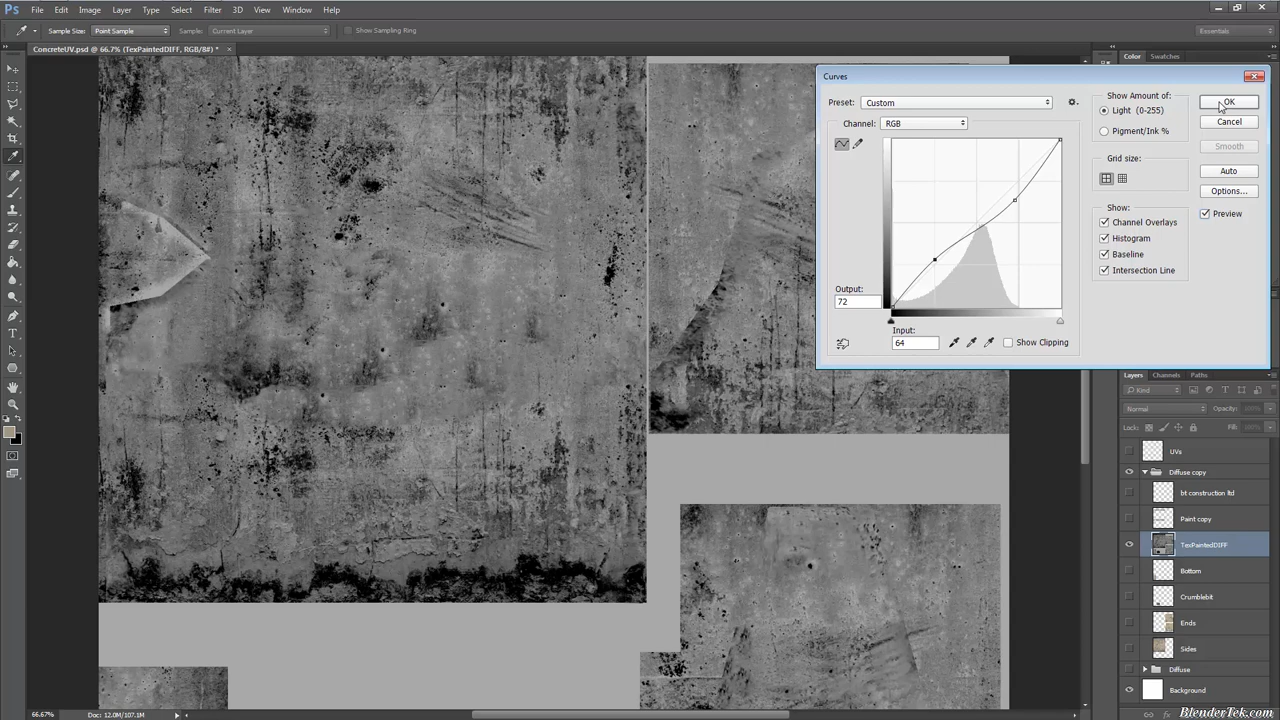 Ps File Edit Image Layer Type Select Filter 3D View Window Help
Sample Size: Point Sample Sample: Current Layer Show Sampling Ring Essentials
ConcreteUV.psd @ 66.7% (TexPaintedDIFF, RGB/8#) * ×
Color Swatches
Curves
Preset: Custom
Channel: RGB
Output:
72
Input:
64
Show Clipping
Show Amount of:
Light (0-255)
Pigment/Ink %
Grid size:
Show:
Channel Overlays
Histogram
Baseline
Intersection Line
OK
Cancel
Smooth
Auto
Options...
Preview
Layers Channels Paths
Kind
Normal Opacity:
Lock: Fill:
UVs
Diffuse copy
bt construction ltd
Paint copy
TexPaintedDIFF
Bottom
Crumblebit
Ends
Sides
Diffuse
Background
66.67% Doc: 12.0M/107.1M
BlenderTek.com